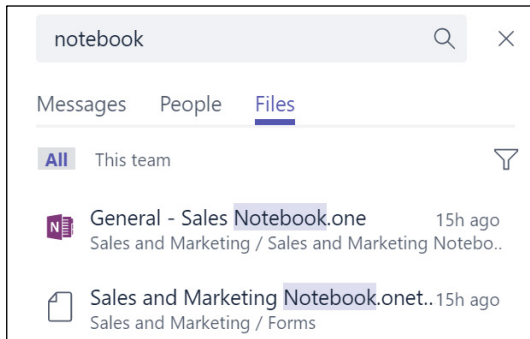 notebook
Messages People Files
All This team
General - Sales Notebook.one 15h ago
Sales and Marketing / Sales and Marketing Notebo..
Sales and Marketing Notebook.onet.. 15h ago
Sales and Marketing / Forms